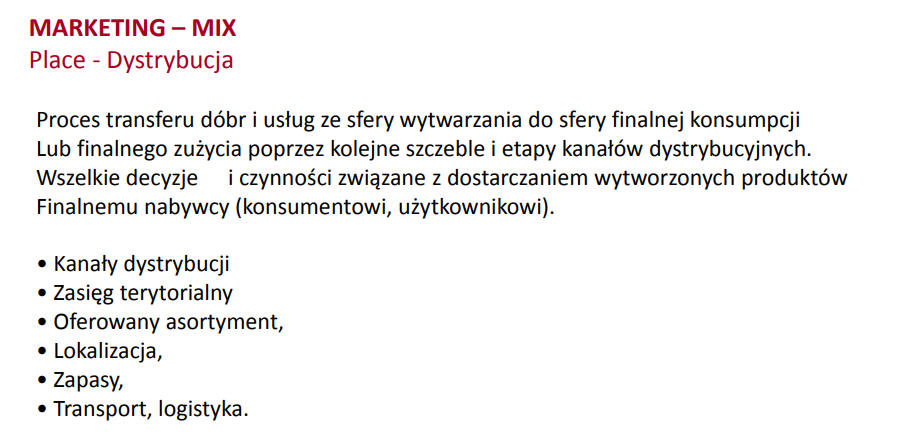 MARKETING – MIX
Place - Dystrybucja
Proces transferu dóbr i usług ze sfery wytwarzania do sfery finalnej konsumpcji
Lub finalnego zużycia poprzez kolejne szczeble i etapy kanałów dystrybucyjnych.
Wszelkie decyzje i czynności związane z dostarczaniem wytworzonych produktów
Finalnemu nabywcy (konsumentowi, użytkownikowi).
• Kanały dystrybucji
• Zasięg terytorialny
• Oferowany asortyment,
• Lokalizacja,
• Zapasy,
• Transport, logistyka.